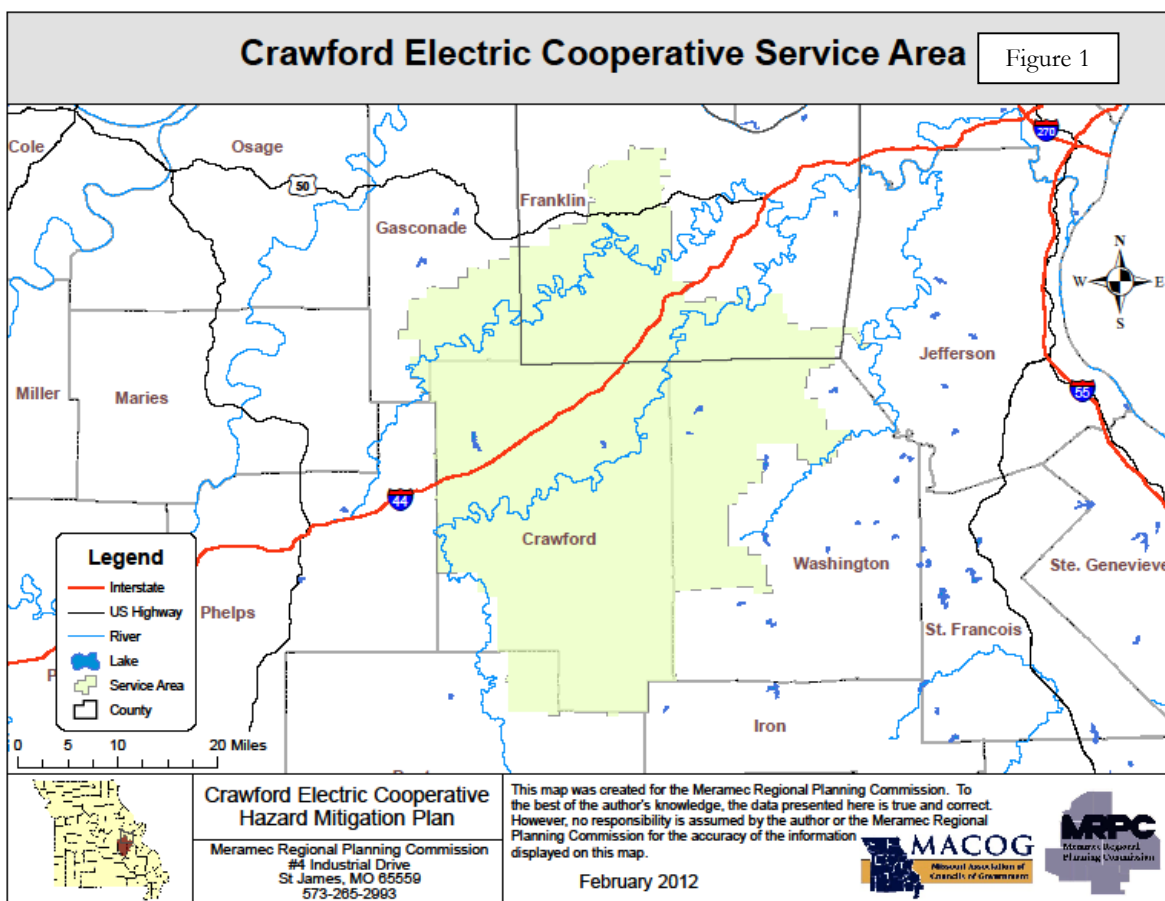 Crawford Electric Cooperative Service Area
Figure 1
270
Cole
Osage
50
Franklin
Gasconade
N
W E
S
Jefferson
Miller
Maries
55
44
Crawford
Washington
Ste. Genevieve
Legend
Interstate
US Highway
River
Lake
Service Area
County
Phelps
St. Francois
P
Iron
0 5 10 20 Miles
Crawford Electric Cooperative
Hazard Mitigation Plan
Meramec Regional Planning Commission
#4 Industrial Drive
St James, MO 65559
573-265-2993
This map was created for the Meramec Regional Planning Commission. To
the best of the author's knowledge, the data presented here is true and correct.
However, no responsibility is assumed by the author or the Meramec Regional
Planning Commission for the accuracy of the information
displayed on this map.
February 2012
MACOG
Missouri Association of
Councils of Government
MRPC
Meramec Regional
Planning Commission